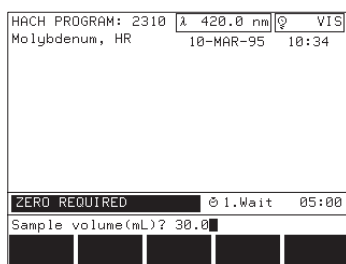 HACH PROGRAM: 2310 λ 420.0 nm VIS
Molybdenum, HR 10-MAR-95 10:34
ZERO REQUIRED 1.Wait 05:00
Sample volume(mL)? 30.0